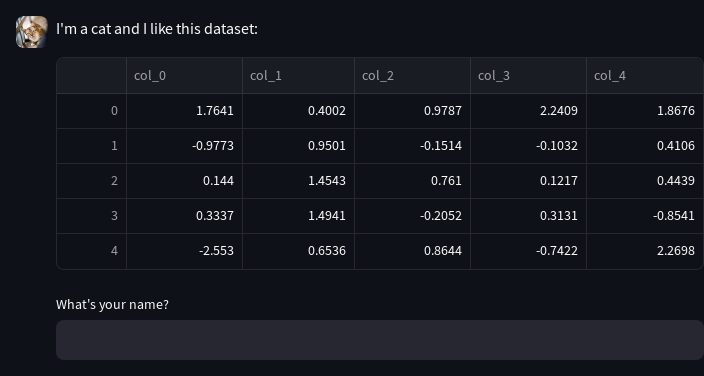 I'm a cat and I like this dataset:
col_0 col_1 col_2 col_3 col_4
0 1.7641 0.4002 0.9787 2.2409 1.8676
1 -0.9773 0.9501 -0.1514 -0.1032 0.4106
2 0.144 1.4543 0.761 0.1217 0.4439
3 0.3337 1.4941 -0.2052 0.3131 -0.8541
4 -2.553 0.6536 0.8644 -0.7422 2.2698
What's your name?